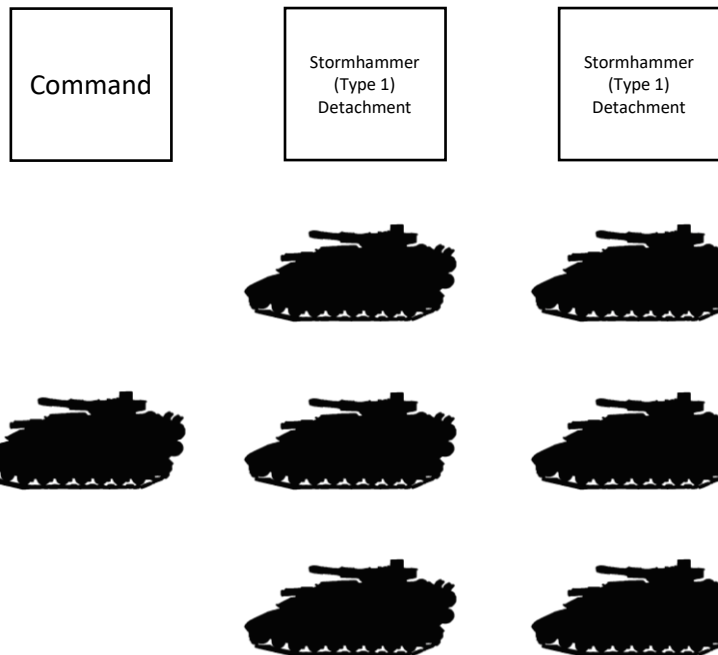 Command
Stormhammer
(Type 1)
Detachment
Stormhammer
(Type 1)
Detachment